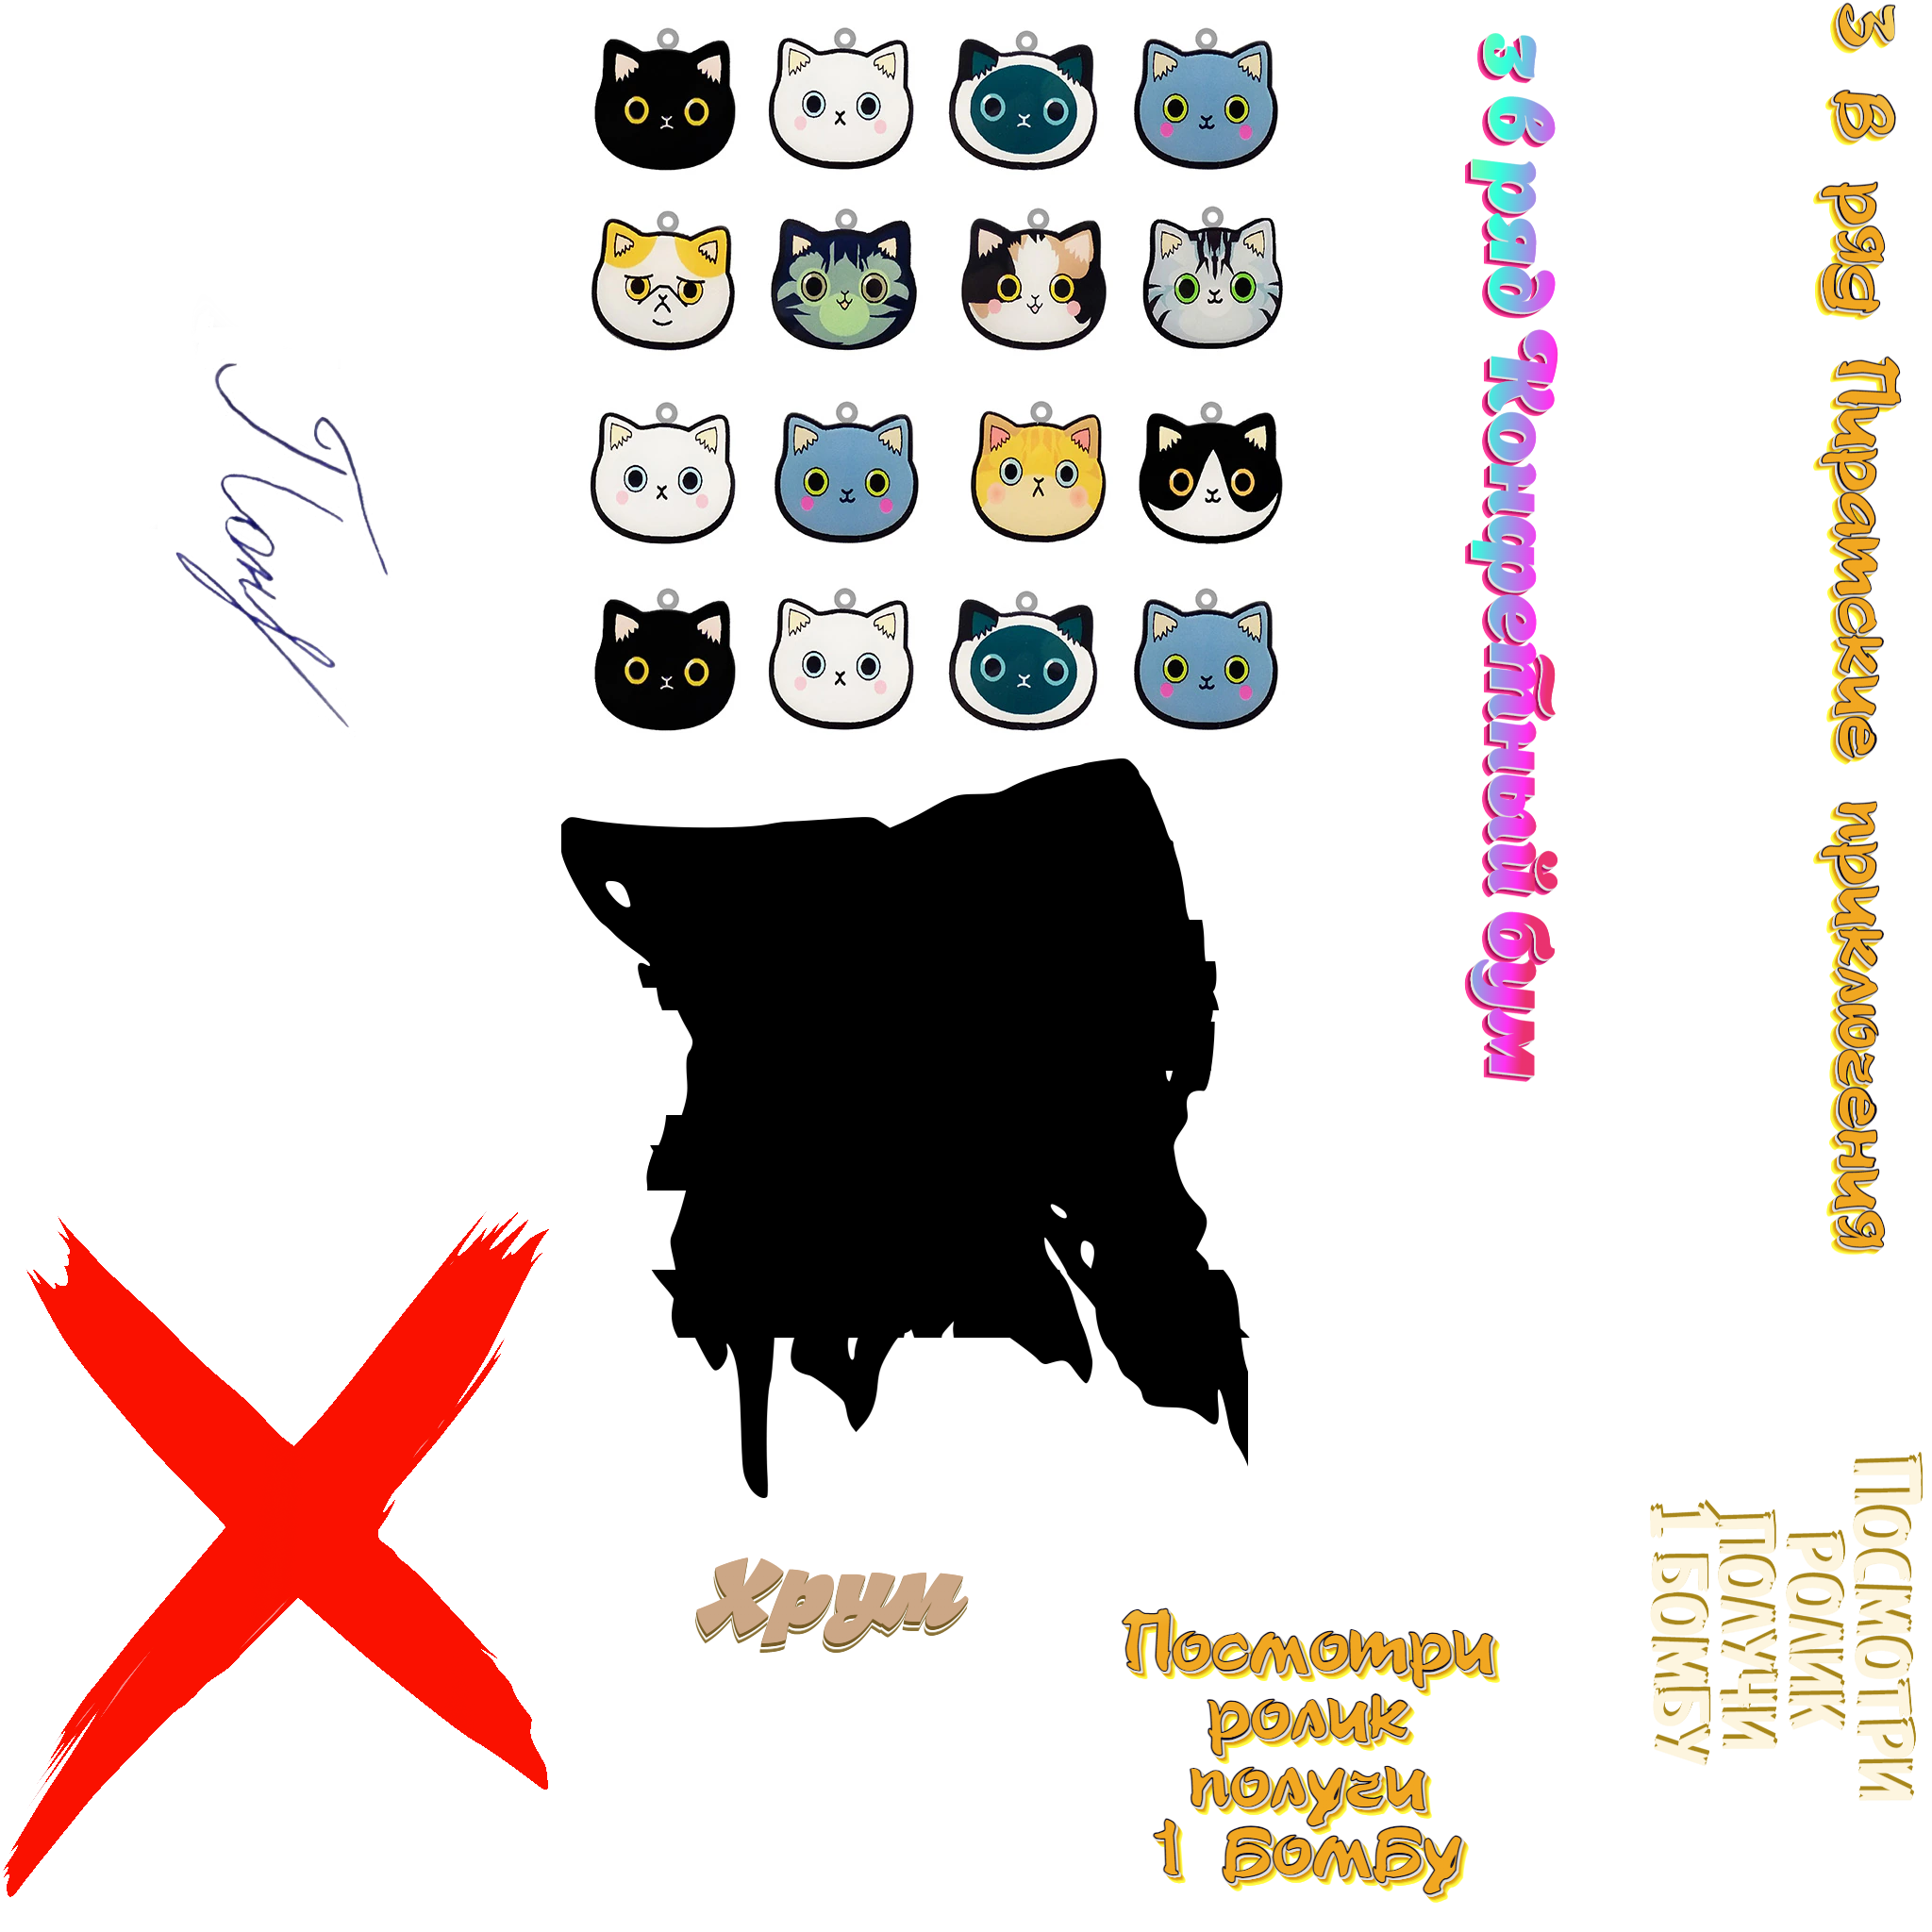 3 в ряд Конфетный бум
3 в ряд Пиратские приключения
Хрум
Посмотри
ролик
получи
1 бомбу
ПОСМОТРИ
РОЛИК
ПОЛУЧИ
1 БОМБУ